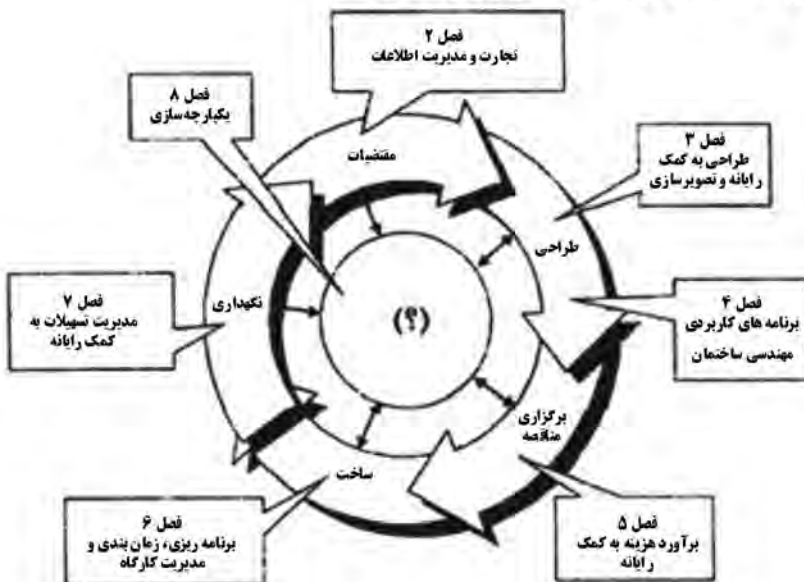 فصل ۲
تجارت و مدیریت اطلاعات
فصل ۸
یکپارچه‌سازی
فصل ۳
طراحی به کمک
رایانه و تصویرسازی
مقتضیات
طراحی
فصل ۷
مدیریت تسهیلات به
کمک رایانه
نگهداری
(؟)
فصل ۴
برنامه های کاربردی
مهندسی ساختمان
برگزاری
مناقصه
ساخت
فصل ۶
برنامه ریزی، زمان بندی و
مدیریت کارگاه
فصل ۵
برآورد هزینه به کمک
رایانه